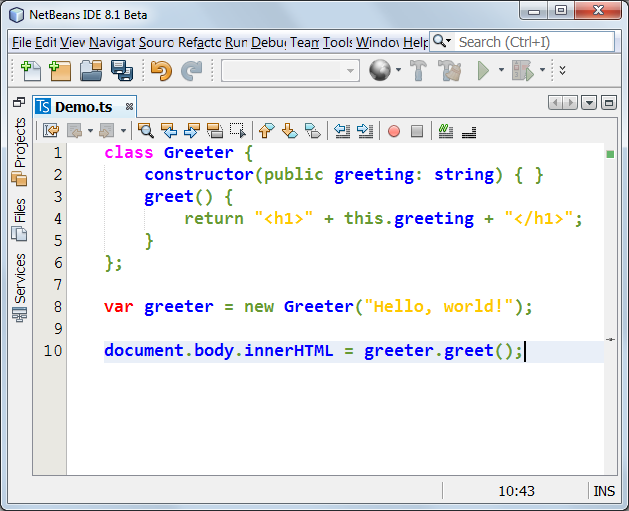 NetBeans IDE 8.1 Beta
File Edit View Navigat Sourc Refacto Run Debug Team Tools Window Help Search (Ctrl+I)
Projects
Files
Services
TS Demo.ts
1 class Greeter {
2 constructor(public greeting: string) { }
3 greet() {
4 return "<h1>" + this.greeting + "</h1>";
5 }
6 };
7
8 var greeter = new Greeter("Hello, world!");
9
10 document.body.innerHTML = greeter.greet();
10:43 INS